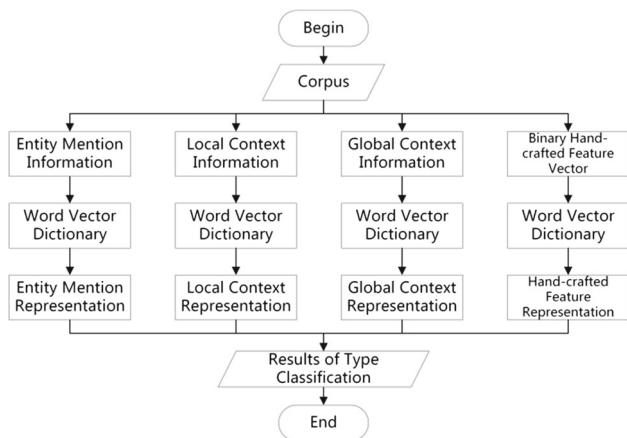 Begin
Corpus
Entity Mention
Information
Local Context
Information
Global Context
Information
Binary Hand-
crafted Feature
Vector
Word Vector
Dictionary
Word Vector
Dictionary
Word Vector
Dictionary
Word Vector
Dictionary
Entity Mention
Representation
Local Context
Representation
Global Context
Representation
Hand-crafted
Feature
Representation
Results of Type
Classification
End